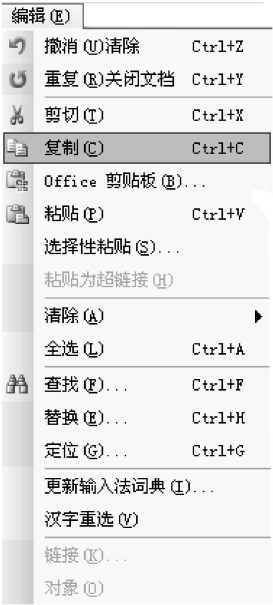 编辑(E)
撤消(U)清除 Ctrl+Z
重复(R)关闭文档 Ctrl+Y
剪切(T) Ctrl+X
复制(C) Ctrl+C
Office 剪贴板(B)...
粘贴(P) Ctrl+V
选择性粘贴(S)...
粘贴为超链接(H)
清除(A)
全选(L) Ctrl+A
查找(F)... Ctrl+F
替换(E)... Ctrl+H
定位(G)... Ctrl+G
更新输入法词典(I)...
汉字重选(V)
链接(K)...
对象(O)